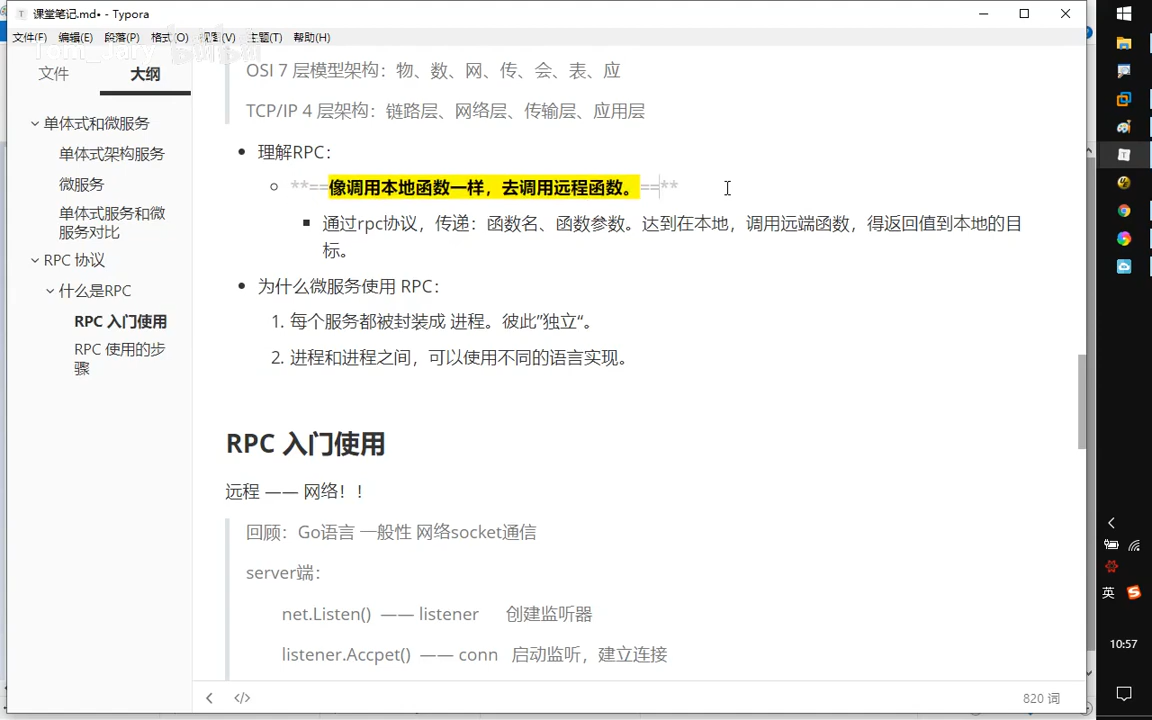 课堂笔记.md• - Typora
文件(F) 编辑(E) 段落(P) 格式(O) 视图(V) 主题(T) 帮助(H)
文件 大纲
单体式和微服务
单体式架构服务
微服务
单体式服务和微
服务对比
RPC 协议
什么是RPC
RPC 入门使用
RPC 使用的步
骤
OSI 7 层模型架构：物、数、网、传、会、表、应
TCP/IP 4 层架构：链路层、网络层、传输层、应用层
理解RPC：
**==像调用本地函数一样，去调用远程函数。==**
通过rpc协议，传递：函数名、函数参数。达到在本地，调用远端函数，得返回值到本地的目
标。
为什么微服务使用 RPC：
1. 每个服务都被封装成 进程。彼此”独立“。
2. 进程和进程之间，可以使用不同的语言实现。
RPC 入门使用
远程 —— 网络！！
回顾：Go语言 一般性 网络socket通信
server端：
net.Listen() —— listener 创建监听器
listener.Accpet() —— conn 启动监听，建立连接
820 词
英
10:57